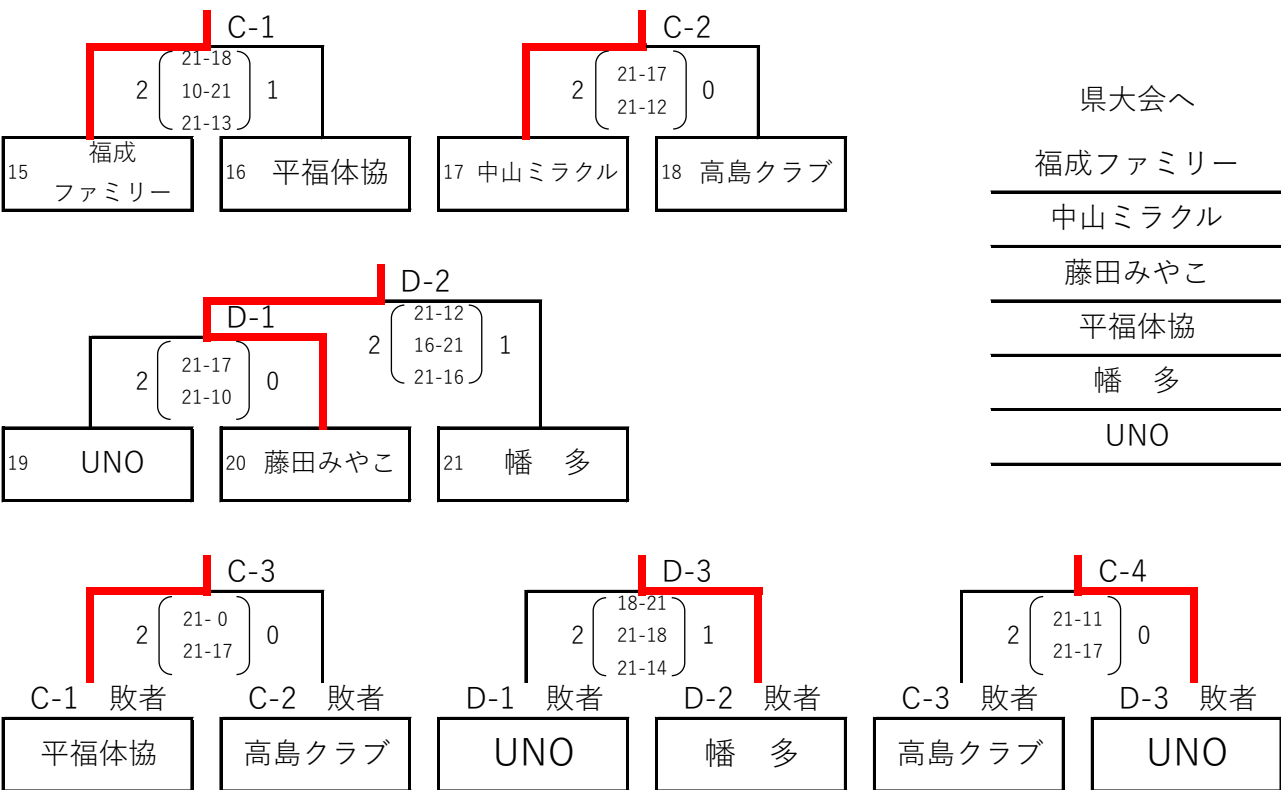 C-1
21-18
2 10-21 1
21-13
15 福成
ファミリー
16 平福体協
C-2
21-17
2 0
21-12
17 中山ミラクル
18 高島クラブ
県大会へ
福成ファミリー
中山ミラクル
藤田みやこ
平福体協
幡　多
UNO
D-2
21-12
2 16-21 1
21-16
D-1
21-17
2 0
21-10
19 UNO
20 藤田みやこ
21 幡　多
C-3
21- 0
2 0
21-17
C-1　敗者
C-2　敗者
平福体協
高島クラブ
D-3
18-21
2 21-18 1
21-14
D-1　敗者
D-2　敗者
UNO
幡　多
C-4
21-11
2 0
21-17
C-3　敗者
D-3　敗者
高島クラブ
UNO